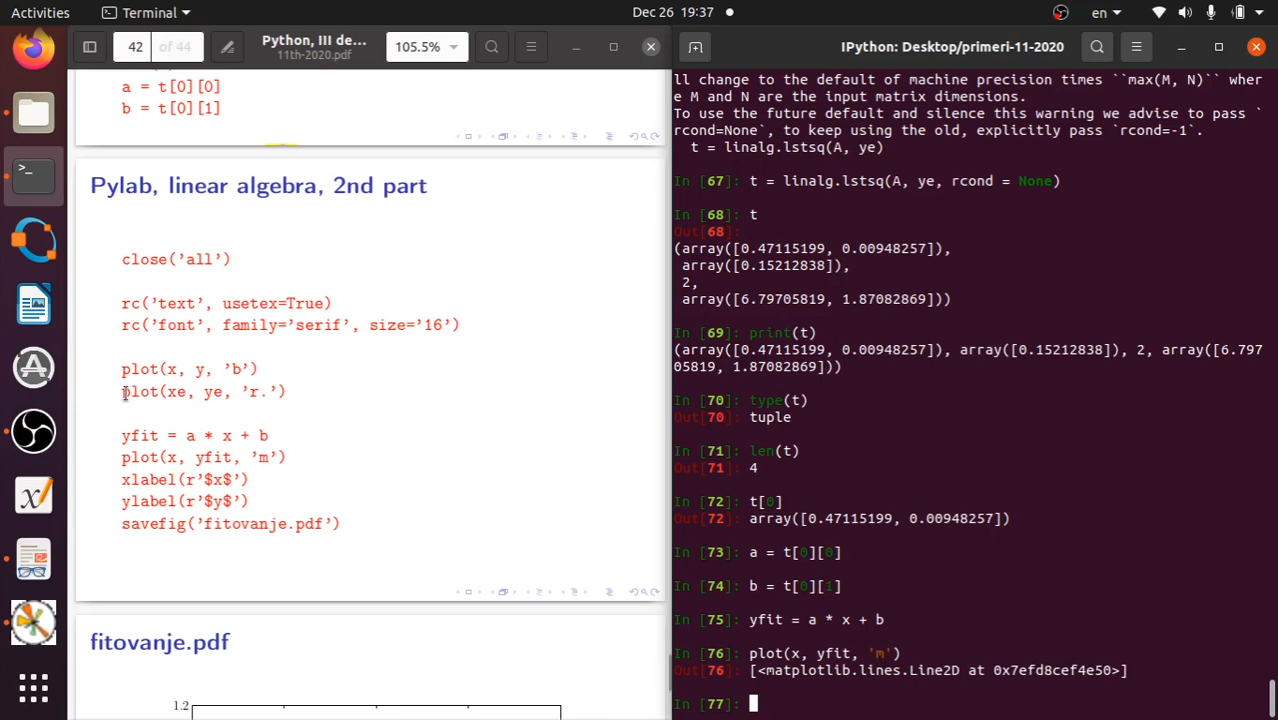 Activities
Terminal
Dec 26 19:37
en
42 of 44
Python, III de...
11th-2020.pdf
105.5%
a = t[0][0]
b = t[0][1]
Pylab, linear algebra, 2nd part
close('all')
rc('text', usetex=True)
rc('font', family='serif', size='16')
plot(x, y, 'b')
plot(xe, ye, 'r.')
yfit = a * x + b
plot(x, yfit, 'm')
xlabel(r'$x$')
ylabel(r'$y$')
savefig('fitovanje.pdf')
fitovanje.pdf
1.2
IPython: Desktop/primeri-11-2020
ll change to the default of machine precision times ``max(M, N)`` wher
e M and N are the input matrix dimensions.
To use the future default and silence this warning we advise to pass `
rcond=None`, to keep using the old, explicitly pass `rcond=-1`.
  t = linalg.lstsq(A, ye)
In [67]: t = linalg.lstsq(A, ye, rcond = None)
In [68]: t
Out[68]:
(array([0.47115199, 0.00948257]),
 array([0.15212838]),
 2,
 array([6.79705819, 1.87082869]))
In [69]: print(t)
(array([0.47115199, 0.00948257]), array([0.15212838]), 2, array([6.797
05819, 1.87082869]))
In [70]: type(t)
Out[70]: tuple
In [71]: len(t)
Out[71]: 4
In [72]: t[0]
Out[72]: array([0.47115199, 0.00948257])
In [73]: a = t[0][0]
In [74]: b = t[0][1]
In [75]: yfit = a * x + b
In [76]: plot(x, yfit, 'm')
Out[76]: [<matplotlib.lines.Line2D at 0x7efd8cef4e50>]
In [77]: